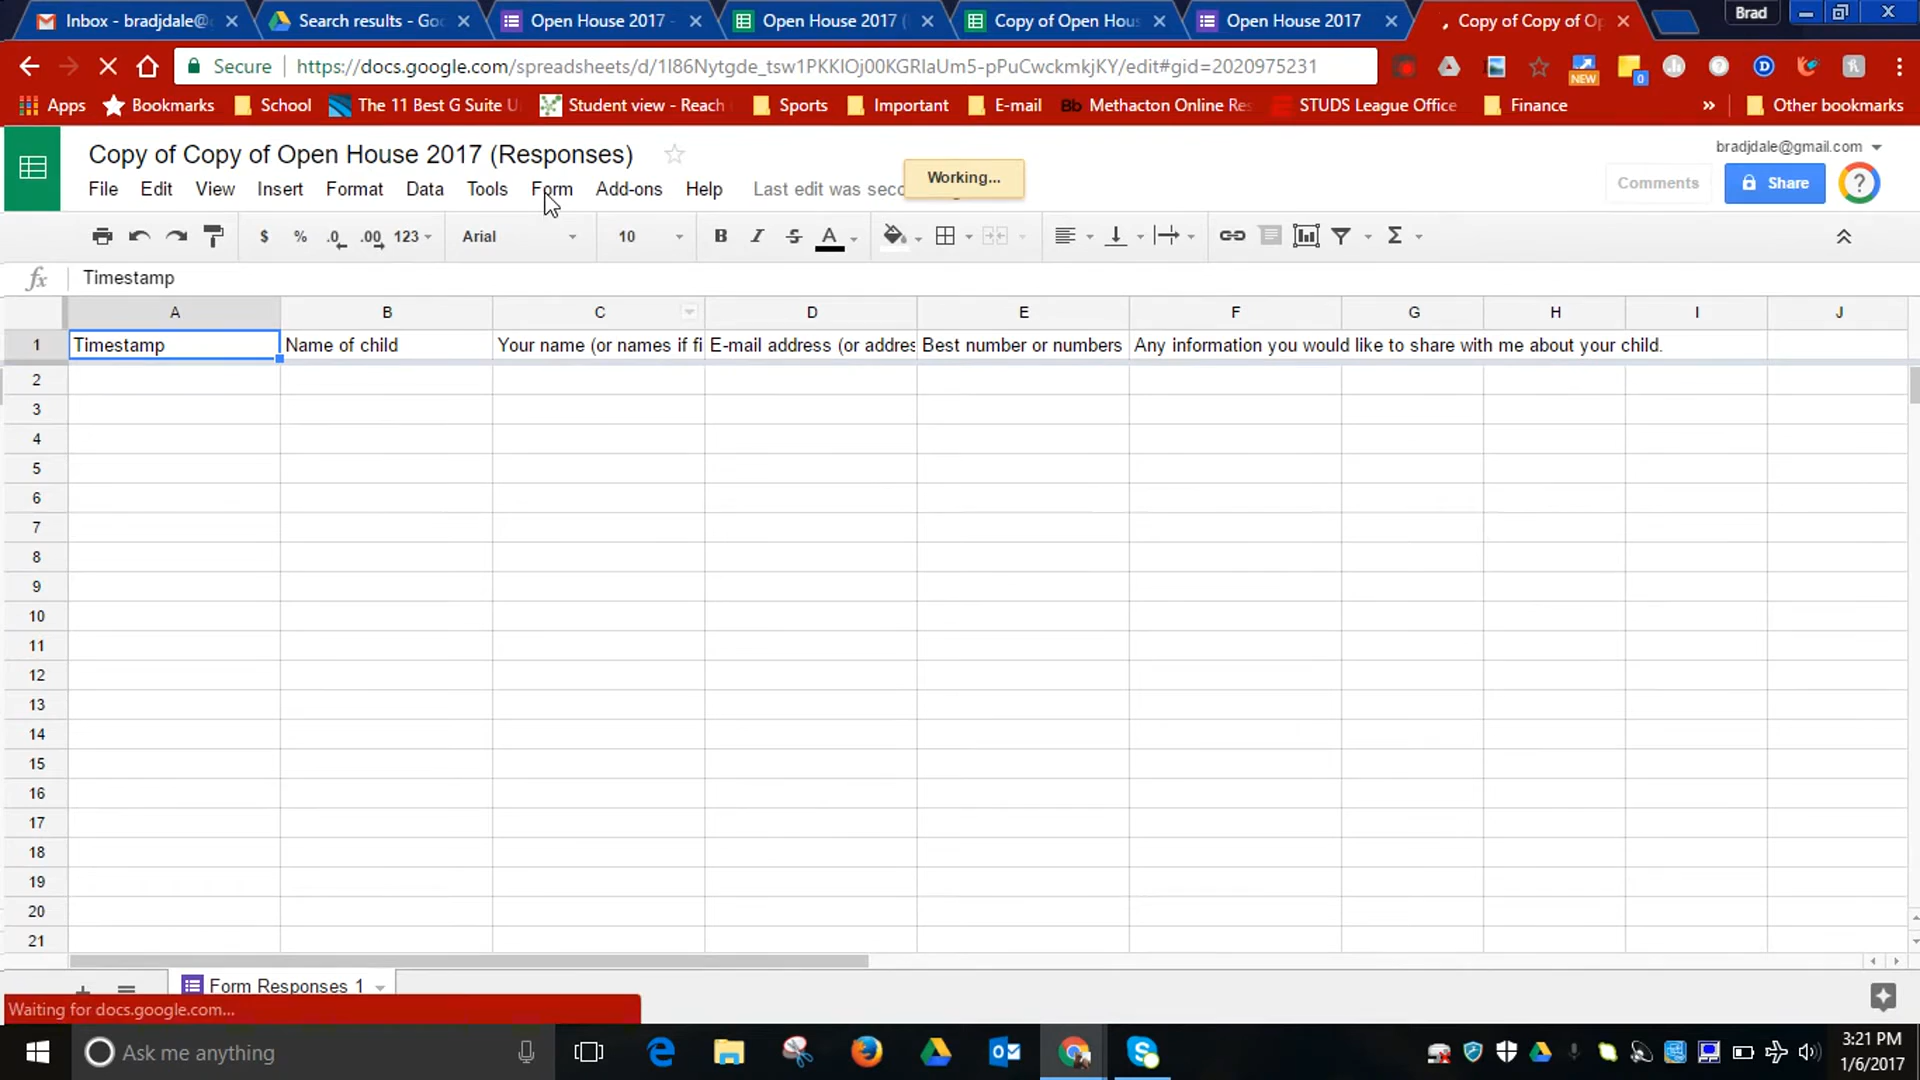 Inbox - bradjdale@
Search results - Goo
Open House 2017 -
Open House 2017 (
Copy of Open Hous
Open House 2017
Copy of Copy of Op
Brad
Secure
https://docs.google.com/spreadsheets/d/1I86Nytgde_tsw1PKKIOj00KGRIaUm5-pPuCwckmkjKY/edit#gid=2020975231
NEW
0
Apps
Bookmarks
School
The 11 Best G Suite U
Student view - Reach
Sports
Important
E-mail
Bb Methacton Online Res
STUDS League Office
Finance
»
Other bookmarks
Copy of Copy of Open House 2017 (Responses)
bradjdale@gmail.com
Working...
Comments
Share
?
File Edit View Insert Format Data Tools Form Add-ons Help
Last edit was seco
$ % .0 .00 123 Arial 10 B I S A Σ
fx Timestamp
A B C D E F G H I J
1 Timestamp Name of child Your name (or names if fi E-mail address (or addres Best number or numbers Any information you would like to share with me about your child.
2
3
4
5
6
7
8
9
10
11
12
13
14
15
16
17
18
19
20
21
Form Responses 1
Waiting for docs.google.com...
Ask me anything
3:21 PM
1/6/2017